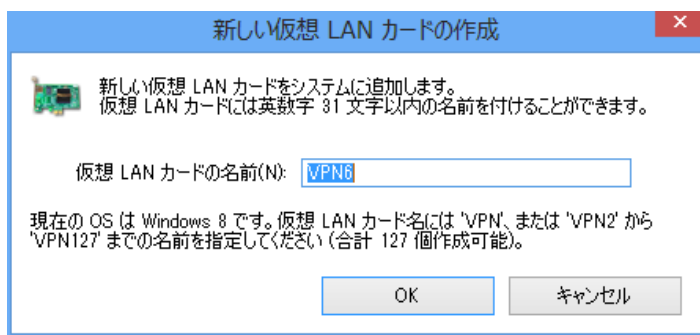 新しい仮想 LAN カードの作成
新しい仮想 LAN カードをシステムに追加します。
仮想 LAN カードには英数字 31 文字以内の名前を付けることができます。
仮想 LAN カードの名前(N):  VPN6
現在の OS は Windows 8 です。仮想 LAN カード名には 'VPN'、または 'VPN2' から
'VPN127' までの名前を指定してください (合計 127 個作成可能)。
OK  キャンセル